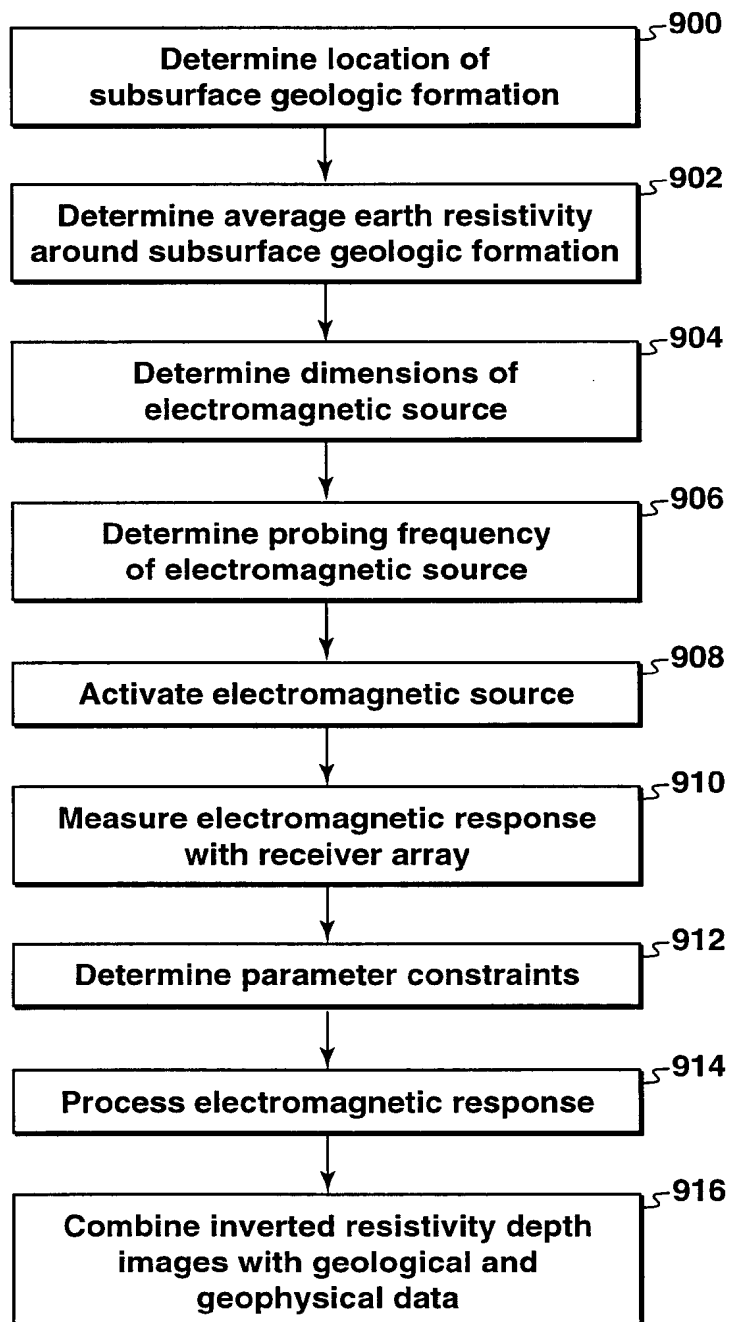 900
Determine location of
subsurface geologic formation
902
Determine average earth resistivity
around subsurface geologic formation
904
Determine dimensions of
electromagnetic source
906
Determine probing frequency
of electromagnetic source
908
Activate electromagnetic source
910
Measure electromagnetic response
with receiver array
912
Determine parameter constraints
914
Process electromagnetic response
916
Combine inverted resistivity depth
images with geological and
geophysical data